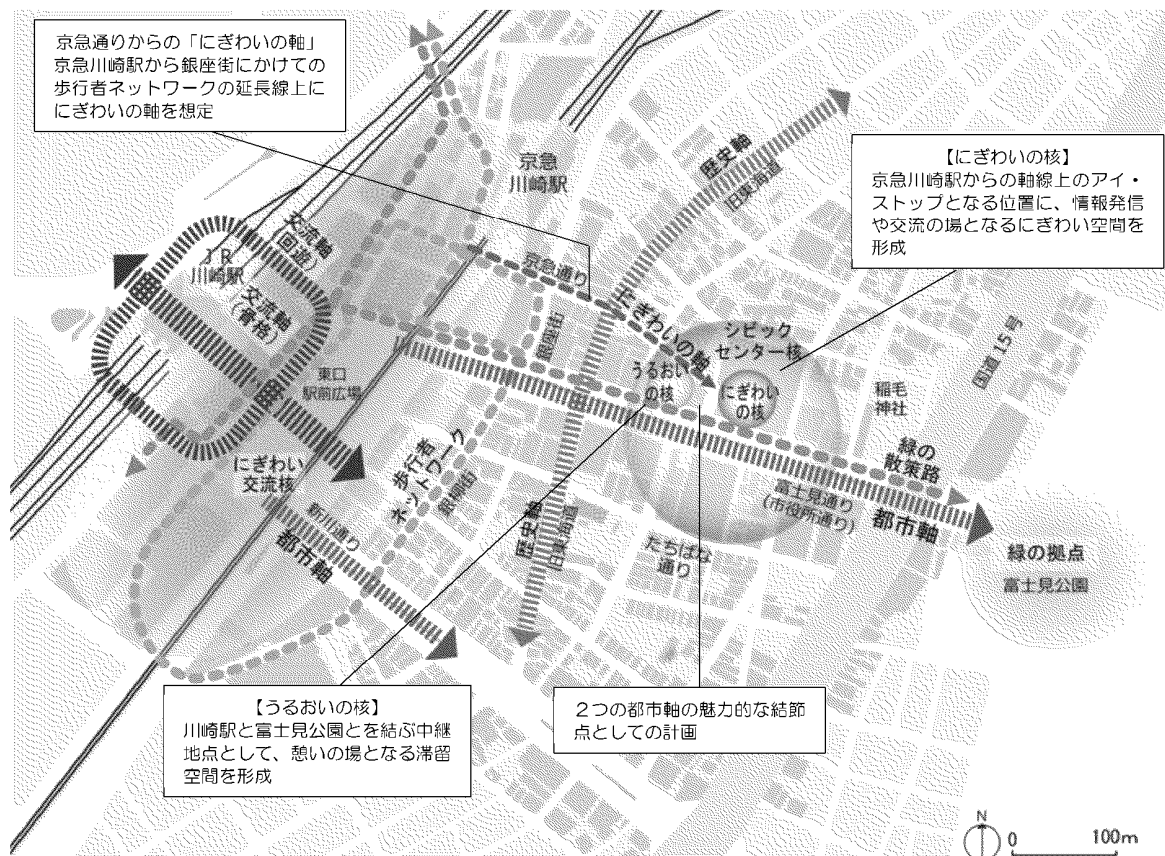 京急通りからの「にぎわいの軸」
京急川崎駅から銀座街にかけての
歩行者ネットワークの延長線上に
にぎわいの軸を想定
【にぎわいの核】
京急川崎駅からの軸線上のアイ・
ストップとなる位置に、情報発信
や交流の場となるにぎわい空間を
形成
京急
川崎駅
歴史軸
旧東海道
交流軸
(回遊)
JR
川崎駅
交流軸
(骨格)
京急通り
にぎわいの軸
銀座街
シビック
センター核
うるおい
の核
にぎわい
の核
国道15号
稲毛
神社
東口
駅前広場
緑の
散策路
にぎわい
交流核
歩行者
ネットワーク
銀柳街
富士見通り
(市役所通り)
都市軸
新川通り
都市軸
歴史軸
旧東海道
たちばな
通り
緑の拠点
富士見公園
【うるおいの核】
川崎駅と富士見公園とを結ぶ中継
地点として、憩いの場となる滞留
空間を形成
2つの都市軸の魅力的な結節
点としての計画
N
0 100m